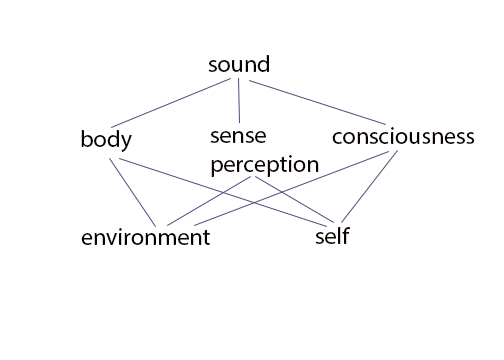 sound
body
sense
consciousness
perception
environment
self